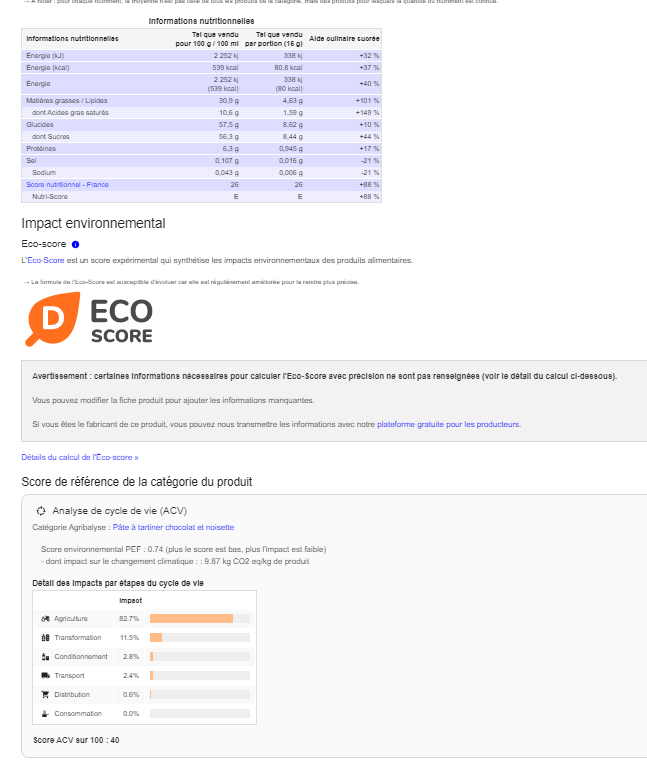 → A noter : pour chaque nutriment, la moyenne n'est pas celle de tous les produits de la catégorie, mais des produits pour lesquels la quantité du nutriment est connue.
Informations nutritionnelles
Informations nutritionnelles Tel que vendu pour 100 g / 100 ml Tel que vendu par portion (15 g) Aide culinaire sucrée
Énergie (kJ) 2 252 kj 338 kj +32 %
Énergie (kcal) 539 kcal 80.8 kcal +37 %
Énergie 2 252 kj (539 kcal) 338 kj (80 kcal) +40 %
Matières grasses / Lipides 30,9 g 4,63 g +101 %
dont Acides gras saturés 10,6 g 1,59 g +149 %
Glucides 57,5 g 8,62 g +10 %
dont Sucres 56,3 g 8,44 g +44 %
Protéines 6,3 g 0,945 g +17 %
Sel 0,107 g 0,016 g -21 %
Sodium 0,043 g 0,006 g -21 %
Score nutritionnel - France 26 26 +88 %
Nutri-Score E E +88 %
Impact environnemental
Eco-score
L'Eco-Score est un score expérimental qui synthétise les impacts environnementaux des produits alimentaires.
→ La formule de l'Eco-Score est susceptible d'évoluer car elle est régulièrement améliorée pour la rendre plus précise.
D ECO
SCORE
Avertissement : certaines informations nécessaires pour calculer l'Eco-Score avec précision ne sont pas renseignées (voir le détail du calcul ci-dessous).
Vous pouvez modifier la fiche produit pour ajouter les informations manquantes.
Si vous êtes le fabricant de ce produit, vous pouvez nous transmettre les informations avec notre plateforme gratuite pour les producteurs.
Détails du calcul de l'Éco-score »
Score de référence de la catégorie du produit
Analyse de cycle de vie (ACV)
Catégorie Agribalyse : Pâte à tartiner chocolat et noisette
Score environnemental PEF : 0.74 (plus le score est bas, plus l'impact est faible)
- dont impact sur le changement climatique : : 9.87 kg CO2 eq/kg de produit
Détail des impacts par étapes du cycle de vie
Impact
Agriculture 82.7%
Transformation 11.5%
Conditionnement 2.8%
Transport 2.4%
Distribution 0.6%
Consommation 0.0%
Score ACV sur 100 : 40